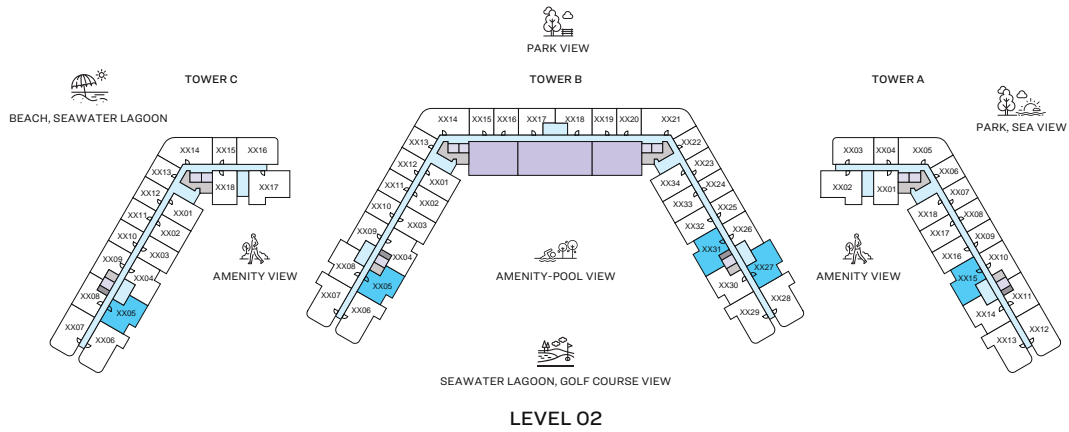 PARK VIEW
TOWER C
TOWER B
TOWER A
BEACH, SEAWATER LAGOON
PARK, SEA VIEW
XX14
XX15
XX16
XX13
XX12
XX11
XX10
XX09
XX08
XX07
XX18
XX17
XX01
XX02
XX03
XX04
XX05
XX06
AMENITY VIEW
XX14
XX15
XX16
XX17
XX18
XX19
XX20
XX21
XX13
XX12
XX11
XX10
XX09
XX08
XX07
XX01
XX02
XX03
XX04
XX05
XX06
XX22
XX23
XX24
XX25
XX26
XX27
XX28
XX34
XX33
XX32
XX31
XX30
XX29
AMENITY-POOL VIEW
SEAWATER LAGOON, GOLF COURSE VIEW
AMENITY VIEW
XX03
XX04
XX05
XX02
XX01
XX06
XX07
XX08
XX09
XX10
XX11
XX12
XX18
XX17
XX16
XX15
XX14
XX13
LEVEL 02